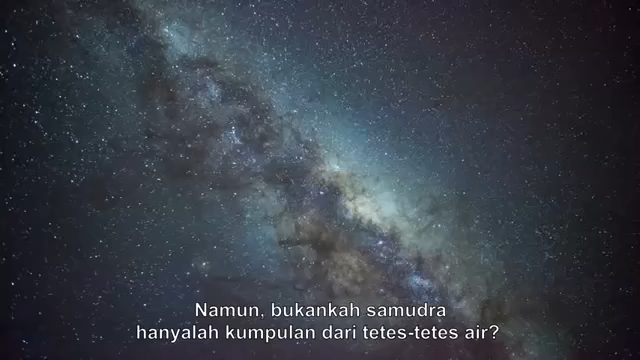 Namun, bukankah samudra
hanyalah kumpulan dari tetes-tetes air?